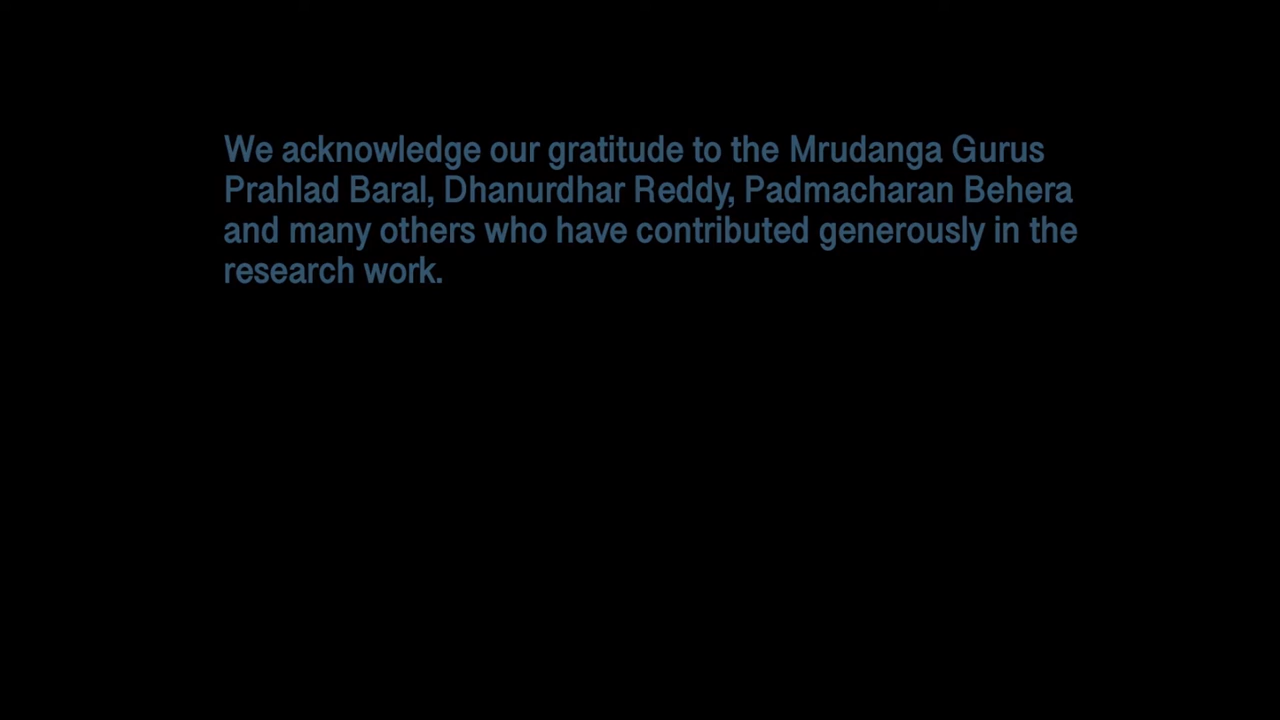 We acknowledge our gratitude to the Mrudanga Gurus
Prahlad Baral, Dhanurdhar Reddy, Padmacharan Behera
and many others who have contributed generously in the
research work.